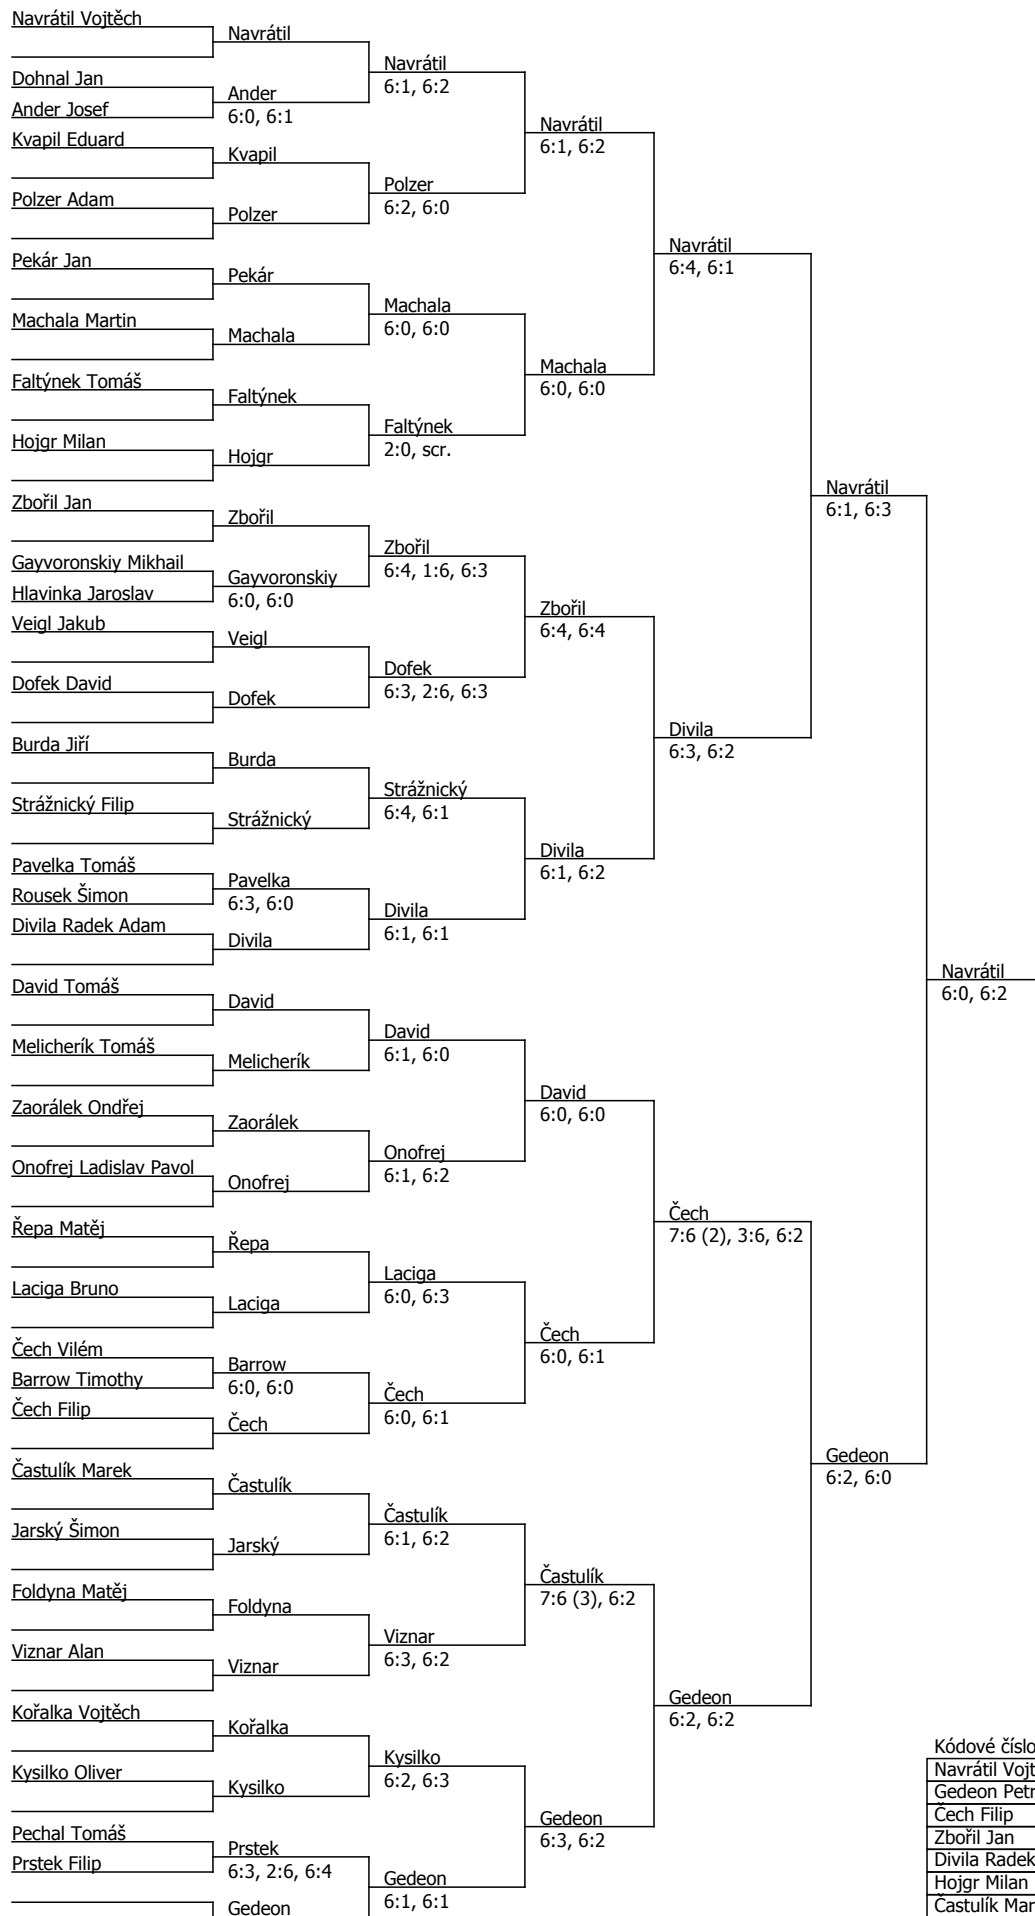 Navrátil Vojtěch
Dohnal Jan
Ander Josef
Kvapil Eduard
Polzer Adam
Pekár Jan
Machala Martin
Faltýnek Tomáš
Hojgr Milan
Zbořil Jan
Gayvoronskiy Mikhail
Hlavinka Jaroslav
Veigl Jakub
Dofek David
Burda Jiří
Strážnický Filip
Pavelka Tomáš
Rousek Šimon
Divila Radek Adam
David Tomáš
Melicherík Tomáš
Zaorálek Ondřej
Onofrej Ladislav Pavol
Řepa Matěj
Laciga Bruno
Čech Vilém
Barrow Timothy
Čech Filip
Častulík Marek
Jarský Šimon
Foldyna Matěj
Viznar Alan
Kořalka Vojtěch
Kysilko Oliver
Pechal Tomáš
Prstek Filip
Navrátil
Ander
6:0, 6:1
Kvapil
Polzer
Pekár
Machala
Faltýnek
Hojgr
Zbořil
Gayvoronskiy
6:0, 6:0
Veigl
Dofek
Burda
Strážnický
Pavelka
6:3, 6:0
Divila
David
Melicherík
Zaorálek
Onofrej
Řepa
Laciga
Barrow
6:0, 6:0
Čech
Častulík
Jarský
Foldyna
Viznar
Kořalka
Kysilko
Prstek
6:3, 2:6, 6:4
Gedeon
Navrátil
6:1, 6:2
Polzer
6:2, 6:0
Machala
6:0, 6:0
Faltýnek
2:0, scr.
Zbořil
6:4, 1:6, 6:3
Dofek
6:3, 2:6, 6:3
Strážnický
6:4, 6:1
Divila
6:1, 6:1
David
6:1, 6:0
Onofrej
6:1, 6:2
Laciga
6:0, 6:3
Čech
6:0, 6:1
Častulík
6:1, 6:2
Viznar
6:3, 6:2
Kysilko
6:2, 6:3
Gedeon
6:1, 6:1
Navrátil
6:1, 6:2
Machala
6:0, 6:0
Zbořil
6:4, 6:4
Divila
6:1, 6:2
David
6:0, 6:0
Čech
6:0, 6:1
Častulík
7:6 (3), 6:2
Gedeon
6:3, 6:2
Navrátil
6:4, 6:1
Divila
6:3, 6:2
Čech
7:6 (2), 3:6, 6:2
Gedeon
6:2, 6:2
Navrátil
6:1, 6:3
Gedeon
6:2, 6:0
Navrátil
6:0, 6:2
Kódové číslo
Navrátil Vojt
Gedeon Petr
Čech Filip
Zbořil Jan
Divila Radek
Hojgr Milan
Častulík Mar